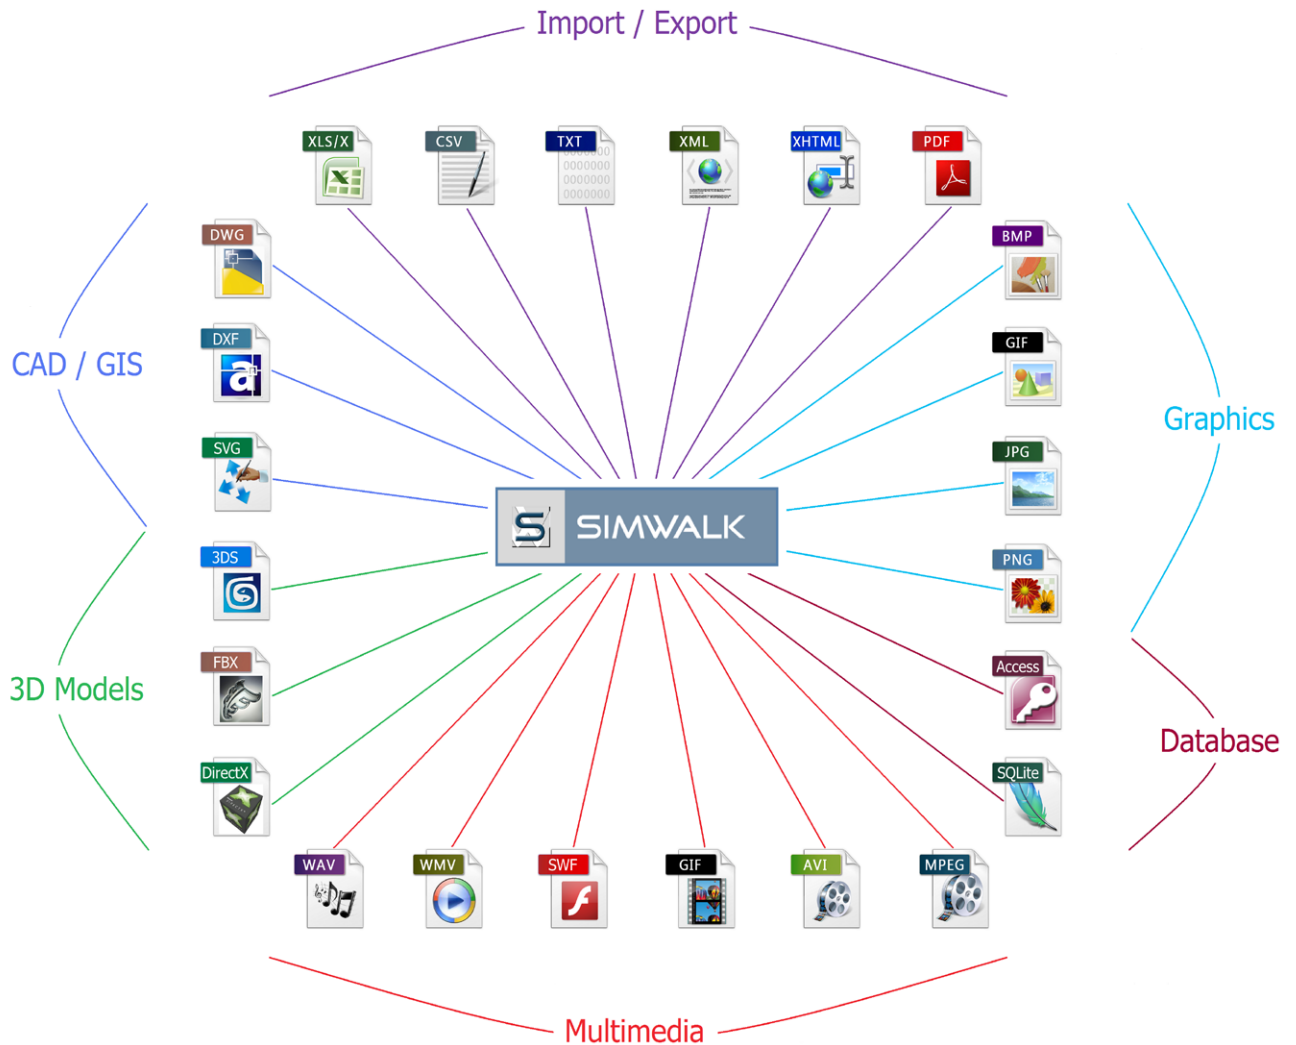 Import / Export
XLS/X
CSV
TXT
XML
XHTML
PDF
CAD / GIS
DWG
DXF
SVG
3D Models
3DS
FBX
DirectX
SIMWALK
Graphics
BMP
GIF
JPG
PNG
Database
Access
SQLite
WAV
WMV
SWF
GIF
AVI
MPEG
Multimedia